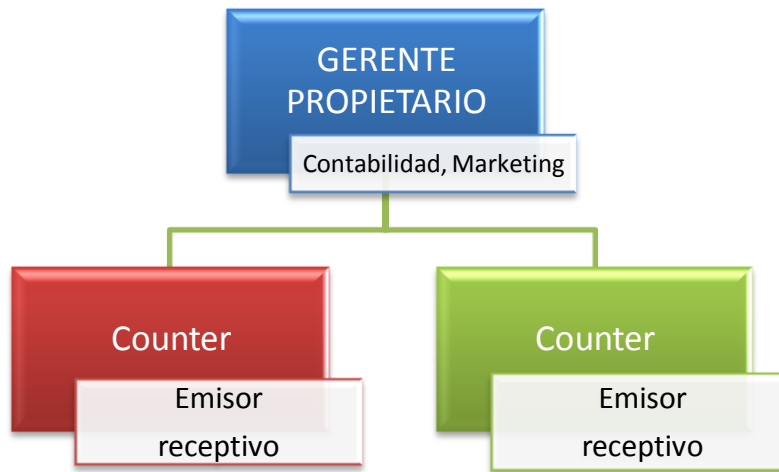 GERENTE
PROPIETARIO
Contabilidad, Marketing
Counter
Emisor
receptivo
Counter
Emisor
receptivo